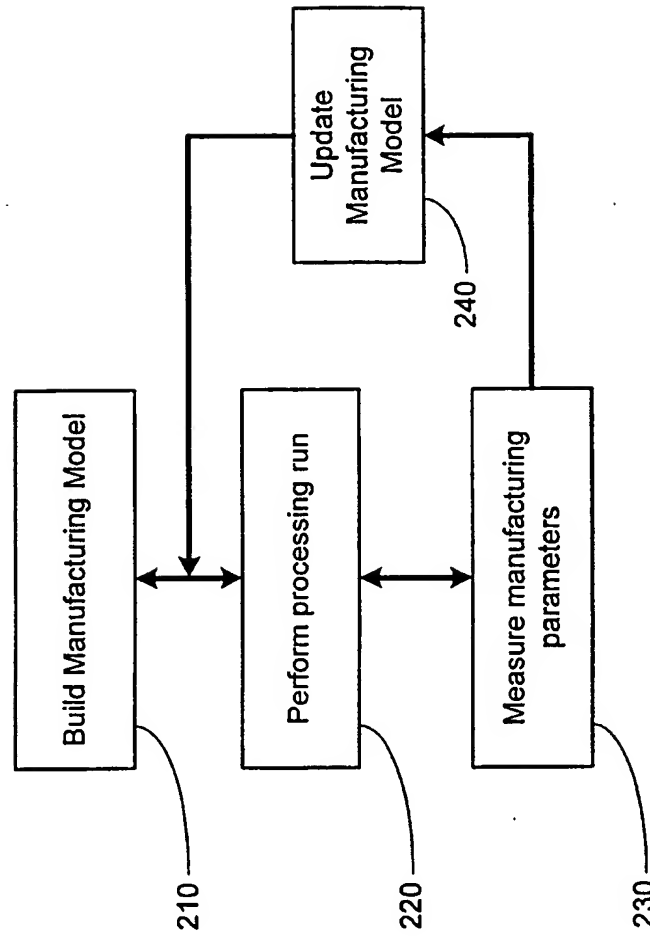 Build Manufacturing Model
210
Perform processing run
220
Measure manufacturing
parameters
230
Update
Manufacturing
Model
240